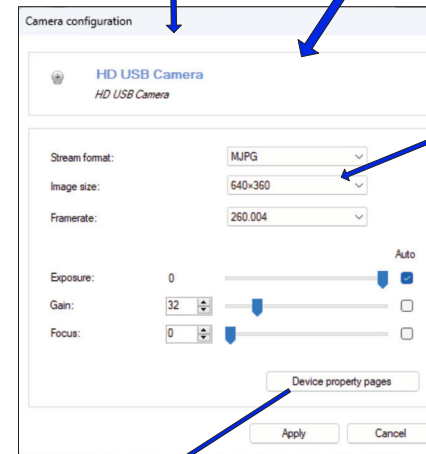 Camera configuration
HD USB Camera
HD USB Camera
Stream format: MJPG
Image size: 640×360
Framerate: 260.004
Auto
Exposure: 0
Gain: 32
Focus: 0
Device property pages
Apply Cancel